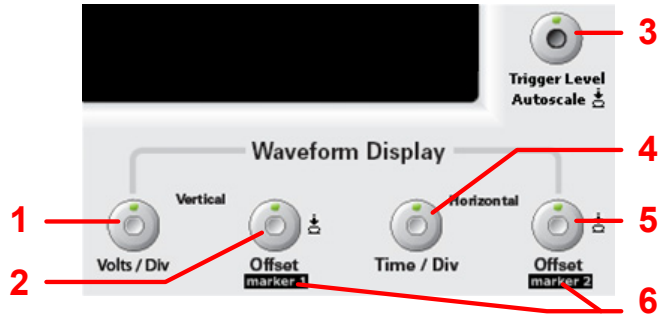 3
Trigger Level
Autoscale
4
Waveform Display
1
Vertical
Horizontal
5
2
Volts / Div
Offset
Time / Div
Offset
marker 1
marker 2
6